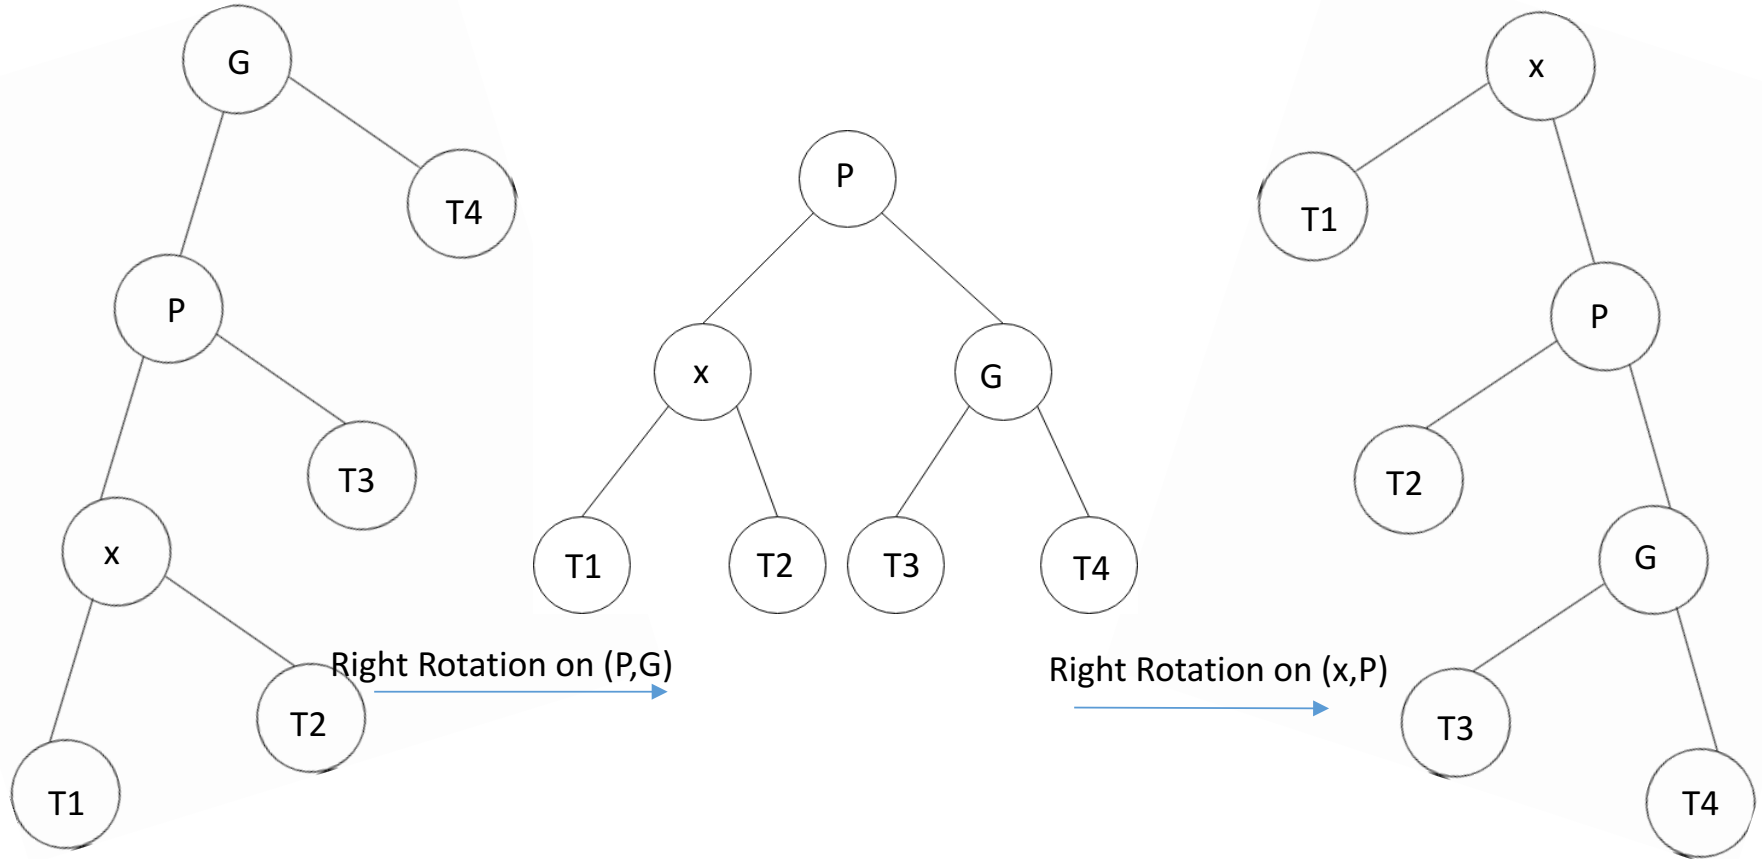 G
T4
P
T3
x
T2
T1
Right Rotation on (P,G)
P
x
G
T1
T2
T3
T4
Right Rotation on (x,P)
x
T1
P
T2
G
T3
T4